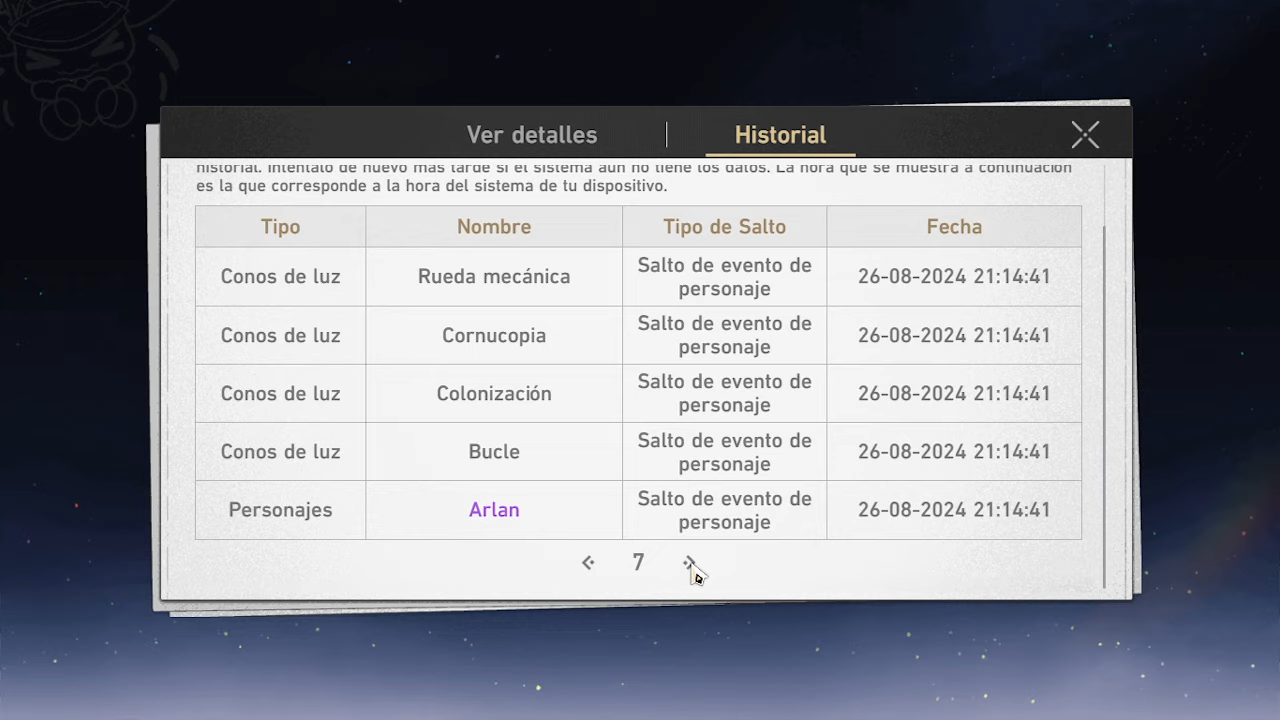 Ver detalles
Historial
historial. Inténtalo de nuevo más tarde si el sistema aún no tiene los datos. La hora que se muestra a continuación
es la que corresponde a la hora del sistema de tu dispositivo.
Tipo
Nombre
Tipo de Salto
Fecha
Conos de luz
Rueda mecánica
Salto de evento de
personaje
26-08-2024 21:14:41
Conos de luz
Cornucopia
Salto de evento de
personaje
26-08-2024 21:14:41
Conos de luz
Colonización
Salto de evento de
personaje
26-08-2024 21:14:41
Conos de luz
Bucle
Salto de evento de
personaje
26-08-2024 21:14:41
Personajes
Arlan
Salto de evento de
personaje
26-08-2024 21:14:41
7